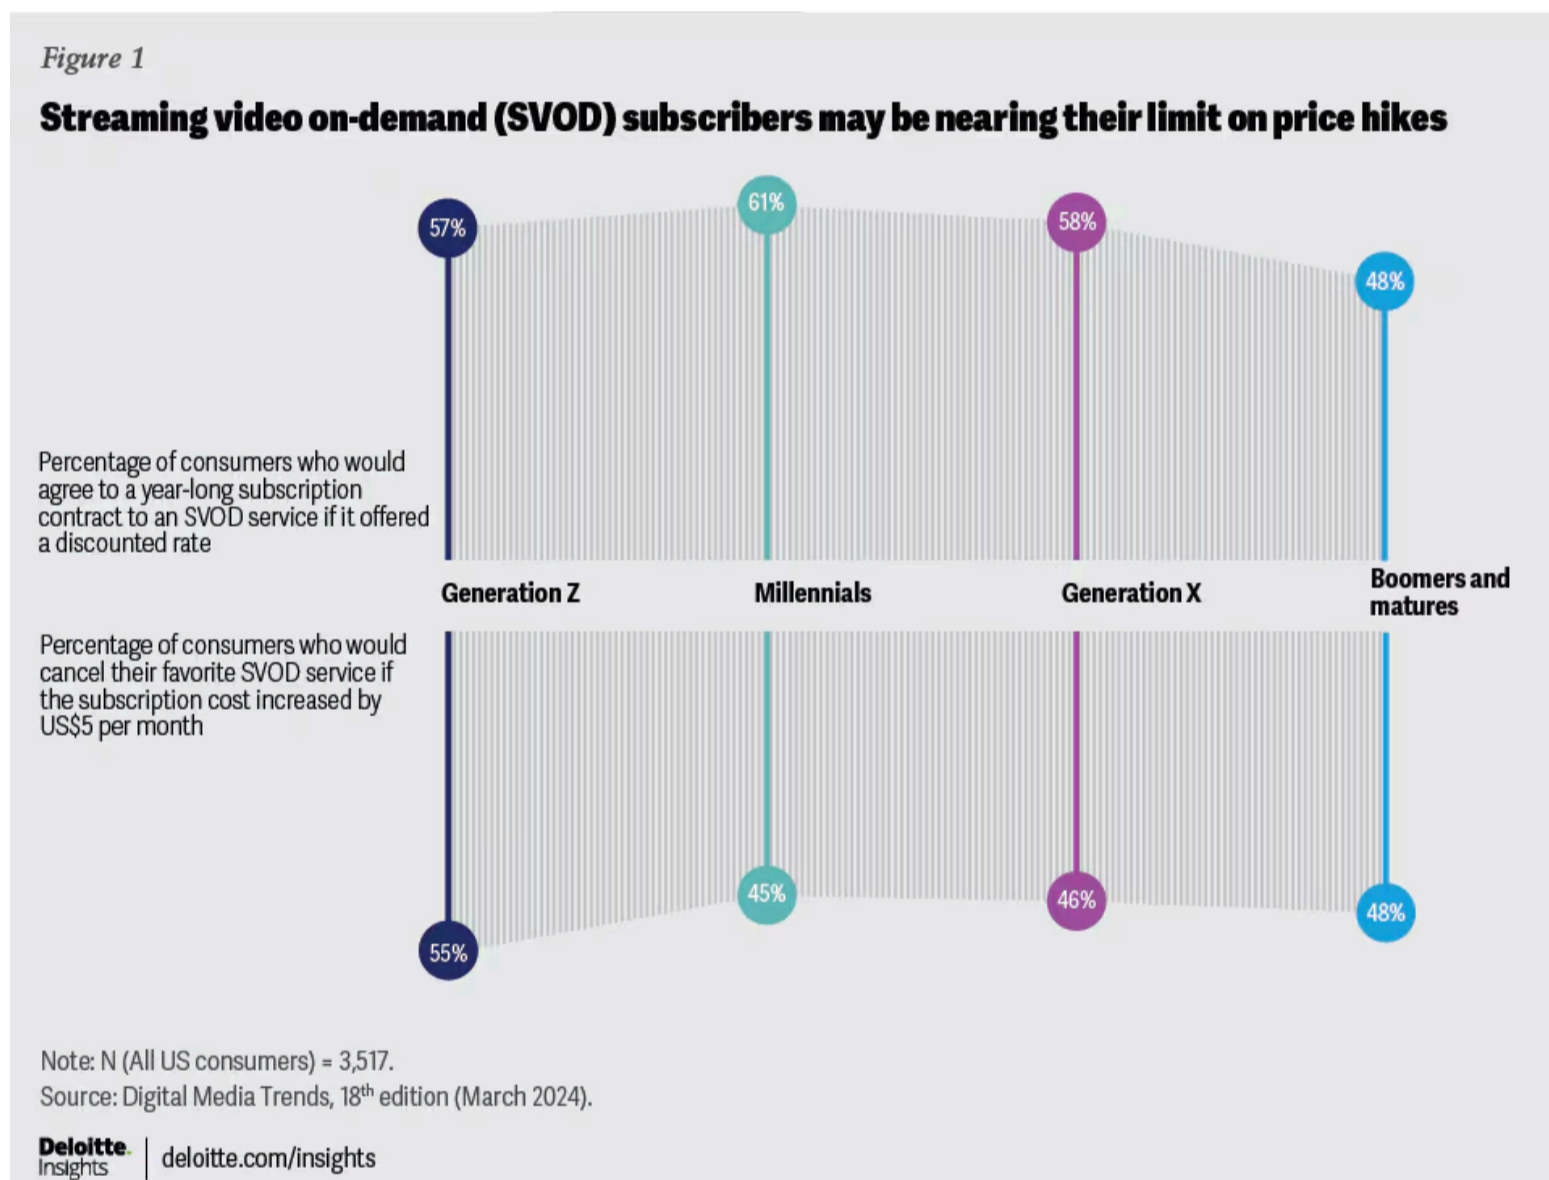 Figure 1
Streaming video on-demand (SVOD) subscribers may be nearing their limit on price hikes
57%
61%
58%
48%
Percentage of consumers who would
agree to a year-long subscription
contract to an SVOD service if it offered
a discounted rate
Generation Z
Millennials
Generation X
Boomers and
matures
Percentage of consumers who would
cancel their favorite SVOD service if
the subscription cost increased by
US$5 per month
55%
45%
46%
48%
Note: N (All US consumers) = 3,517.
Source: Digital Media Trends, 18th edition (March 2024).
Deloitte.
Insights
deloitte.com/insights